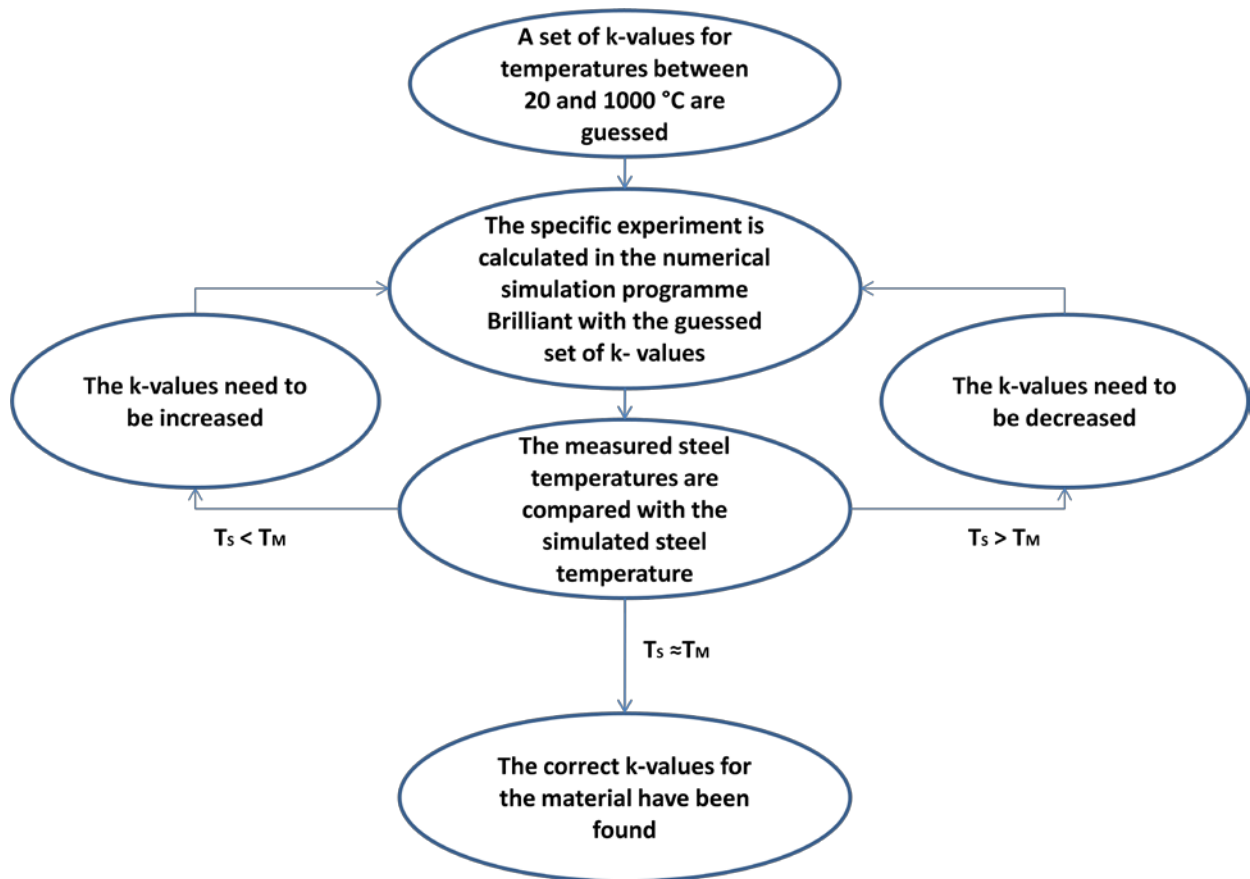 A set of k-values for
temperatures between
20 and 1000 °C are
guessed
The specific experiment is
calculated in the numerical
simulation programme
Brilliant with the guessed
set of k- values
The k-values need to
be increased
The k-values need to
be decreased
The measured steel
temperatures are
compared with the
simulated steel
temperature
Ts < TM
Ts > TM
Ts ≈TM
The correct k-values for
the material have been
found